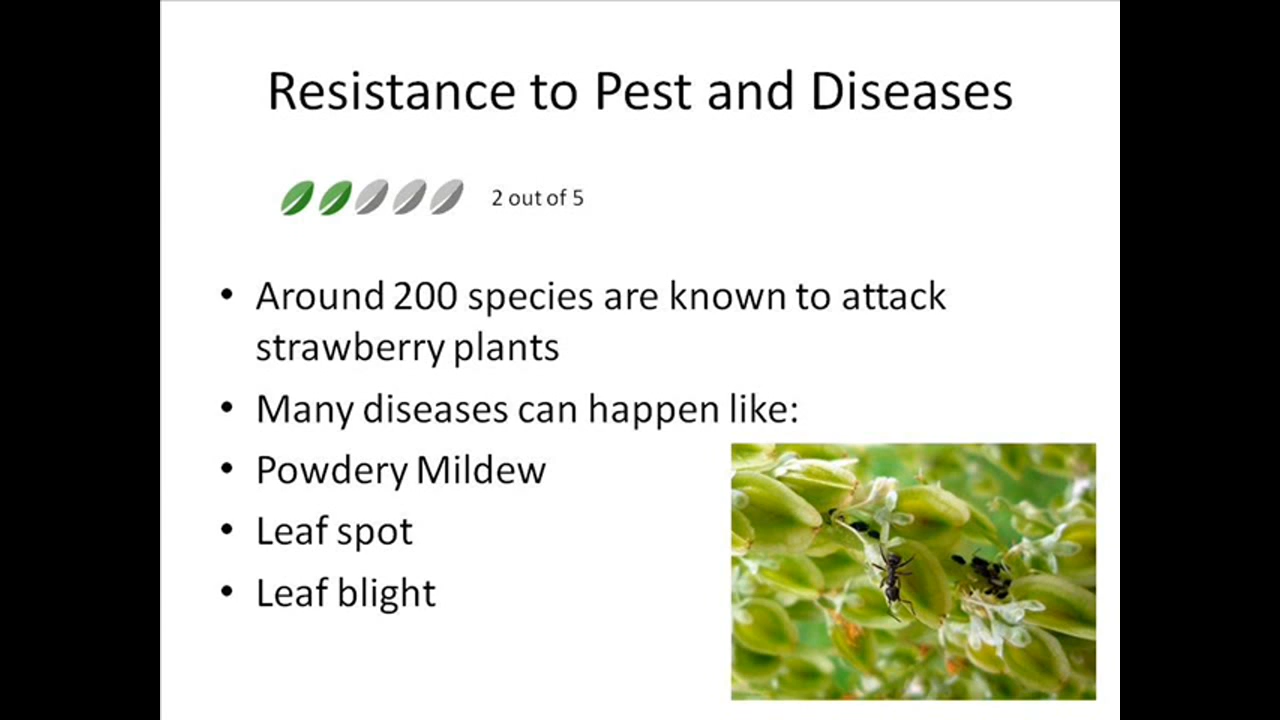 Resistance to Pest and Diseases
2 out of 5
• Around 200 species are known to attack
strawberry plants
• Many diseases can happen like:
• Powdery Mildew
• Leaf spot
• Leaf blight